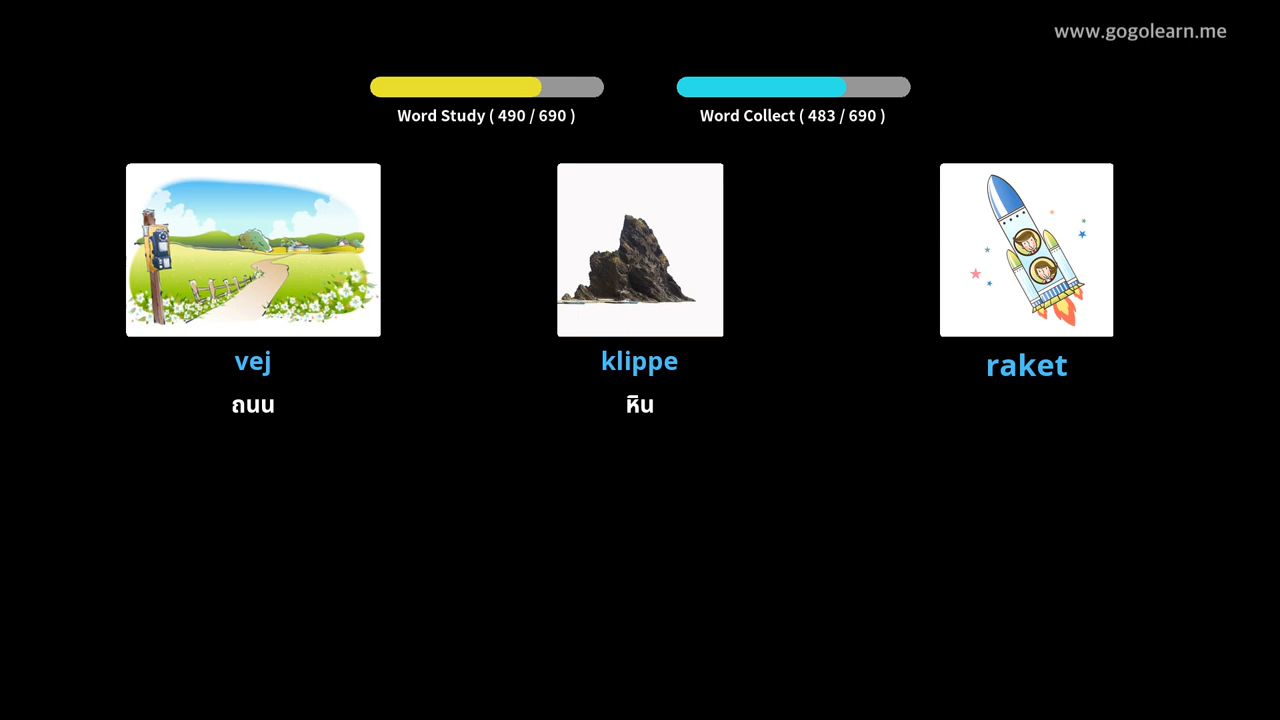 www.gogolearn.me
Word Study ( 490 / 690 )
Word Collect ( 483 / 690 )
vej
klippe
raket
ถนน
หิน